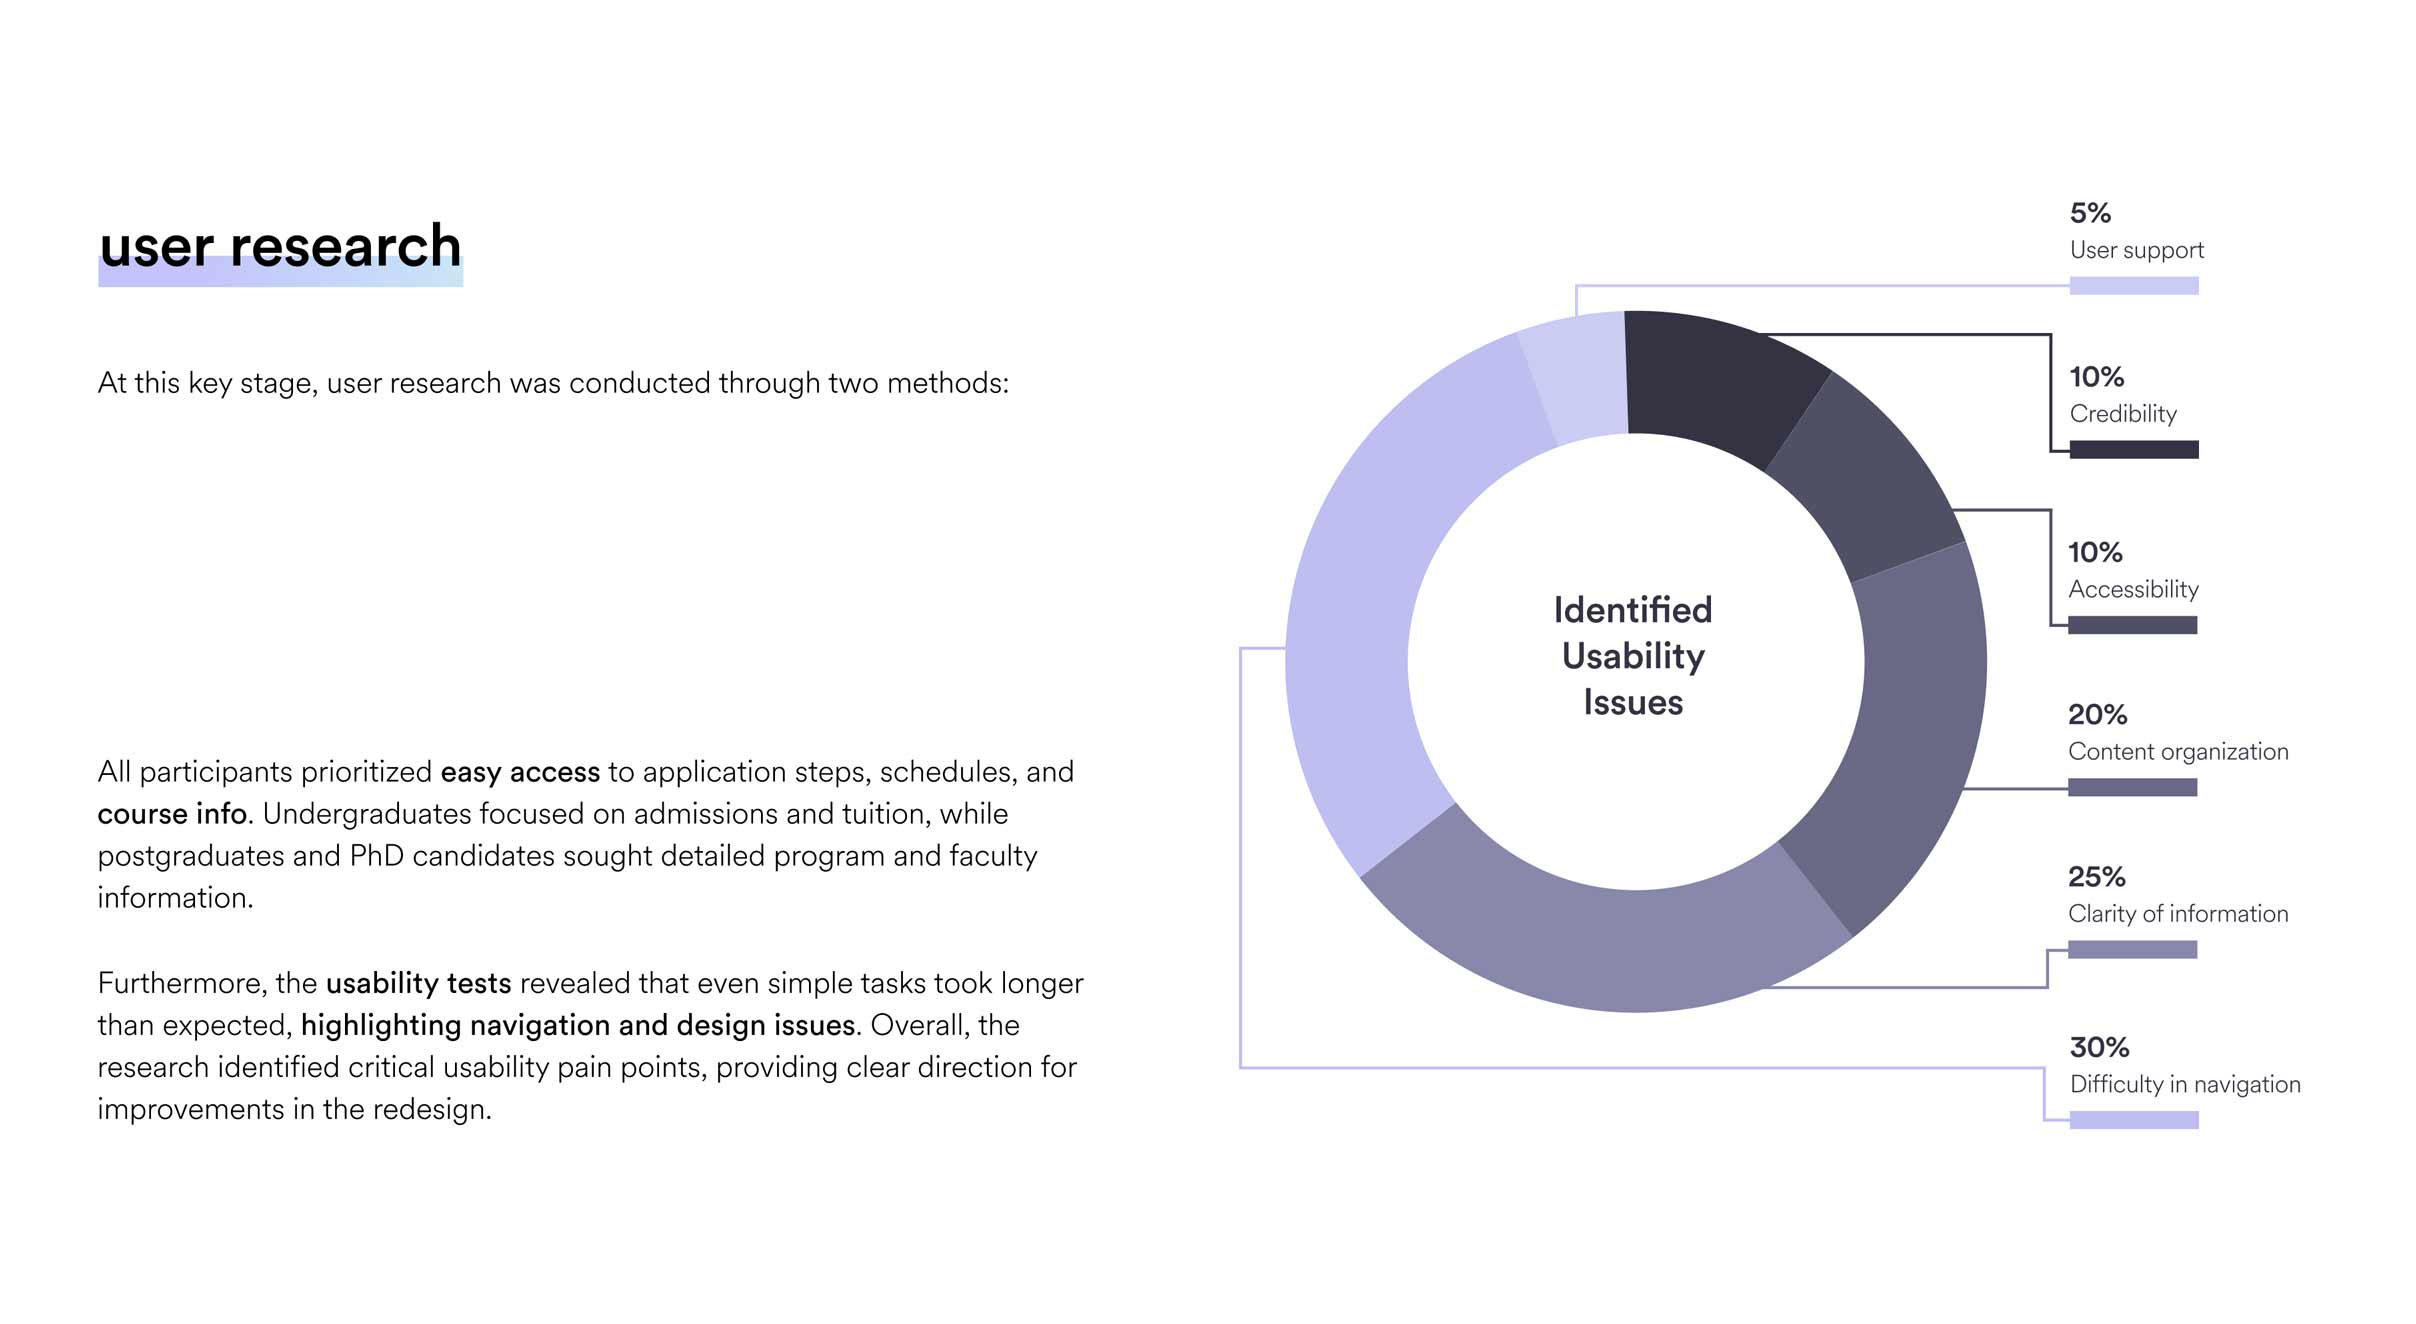 user research
At this key stage, user research was conducted through two methods:
All participants prioritized easy access to application steps, schedules, and
course info. Undergraduates focused on admissions and tuition, while
postgraduates and PhD candidates sought detailed program and faculty
information.
Furthermore, the usability tests revealed that even simple tasks took longer
than expected, highlighting navigation and design issues. Overall, the
research identified critical usability pain points, providing clear direction for
improvements in the redesign.
Identified
Usability
Issues
5%
User support
10%
Credibility
10%
Accessibility
20%
Content organization
25%
Clarity of information
30%
Difficulty in navigation